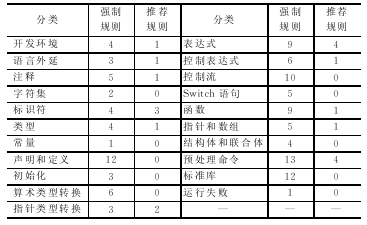 分类 强制规则 推荐规则 分类 强制规则 推荐规则
开发环境 4 1 表达式 9 4
语言外延 3 1 控制表达式 6 1
注释 5 1 控制流 10 0
字符集 2 0 Switch 语句 5 0
标识符 4 3 函数 9 1
类型 4 1 指针和数组 5 1
常量 1 0 结构体和联合体 4 0
声明和定义 12 0 预处理命令 13 4
初始化 3 0 标准库 12 0
算术类型转换 6 0 运行失败 1 0
指针类型转换 3 2 — — —